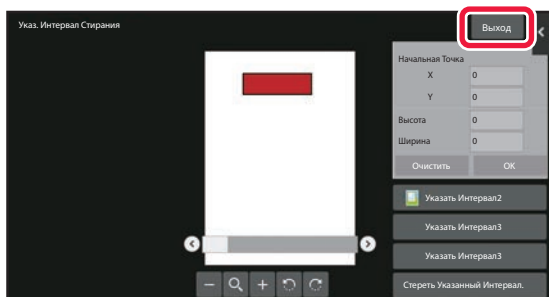 Указ. Интервал Стирания
Выход
Начальная Точка
X 0
Y 0
Высота 0
Ширина 0
Очистить OK
Указать Интервал2
Указать Интервал3
Указать Интервал3
Стереть Указанный Интервал.